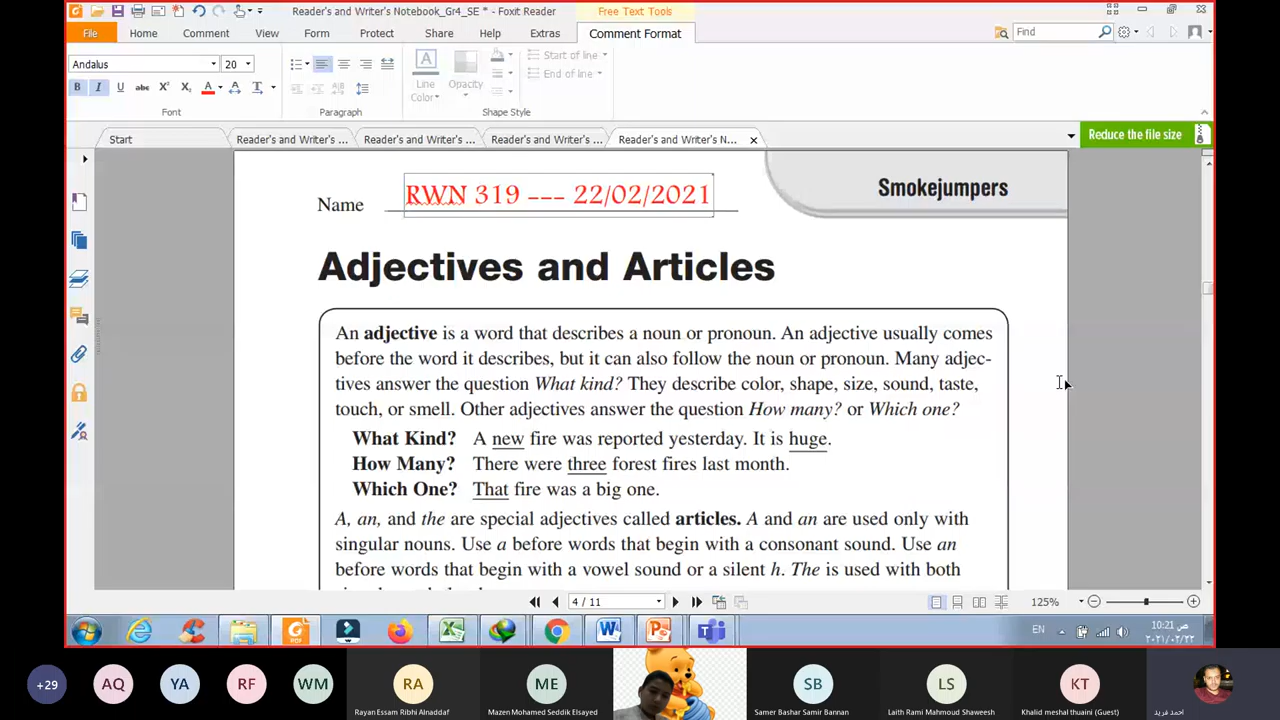 Reader's and Writer's Notebook_Gr4_SE * - Foxit Reader
Free Text Tools
File Home Comment View Form Protect Share Help Extras Comment Format
Find
Andalus 20
Line Color
Opacity
Start of line
End of line
Font Paragraph Shape Style
Start
Reader's and Writer's ...
Reader's and Writer's ...
Reader's and Writer's ...
Reader's and Writer's N...
Reduce the file size
Name RWN 319 --- 22/02/2021
Smokejumpers
Adjectives and Articles
An adjective is a word that describes a noun or pronoun. An adjective usually comes
before the word it describes, but it can also follow the noun or pronoun. Many adjec-
tives answer the question What kind? They describe color, shape, size, sound, taste,
touch, or smell. Other adjectives answer the question How many? or Which one?
What Kind? A new fire was reported yesterday. It is huge.
How Many? There were three forest fires last month.
Which One? That fire was a big one.
A, an, and the are special adjectives called articles. A and an are used only with
singular nouns. Use a before words that begin with a consonant sound. Use an
before words that begin with a vowel sound or a silent h. The is used with both
4 / 11
125%
EN
ص 10:21
٢٠٢١/٠٢/٢٢
+29 AQ YA RF WM RA ME SB LS KT
Rayan Essam Ribhi Alnaddaf
Mazen Mohamed Seddik Elsayed
Samer Bashar Samir Bannan
Laith Rami Mahmoud Shaweesh
Khalid meshal thuaini (Guest)
احمد فريد